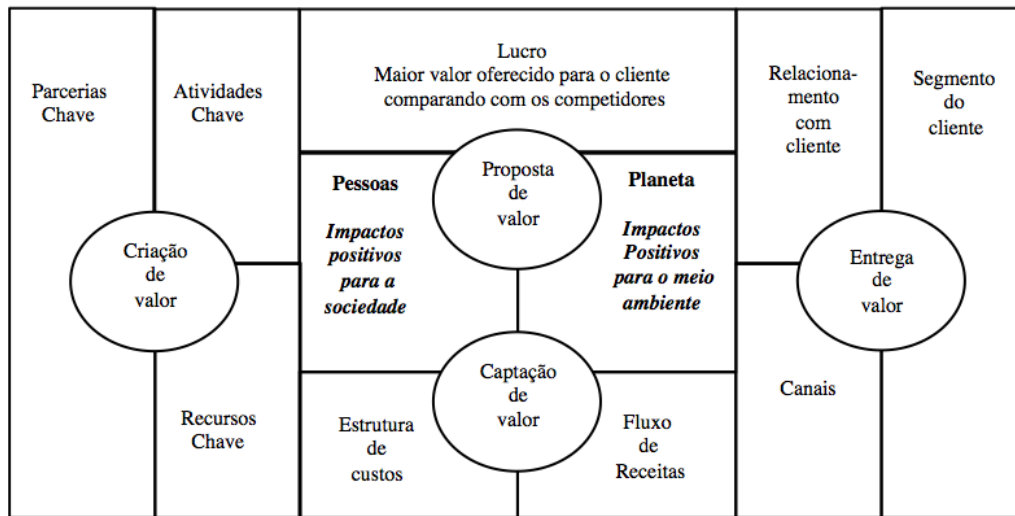 Parcerias
Chave
Atividades
Chave
Lucro
Maior valor oferecido para o cliente
comparando com os competidores
Relaciona-
mento
com
cliente
Segmento
do
cliente
Pessoas
Impactos
positivos
para a
sociedade
Proposta
de
valor
Planeta
Impactos
Positivos
para o meio
ambiente
Criação
de
valor
Entrega
de
valor
Recursos
Chave
Estrutura
de
custos
Captação
de
valor
Fluxo
de
Receitas
Canais